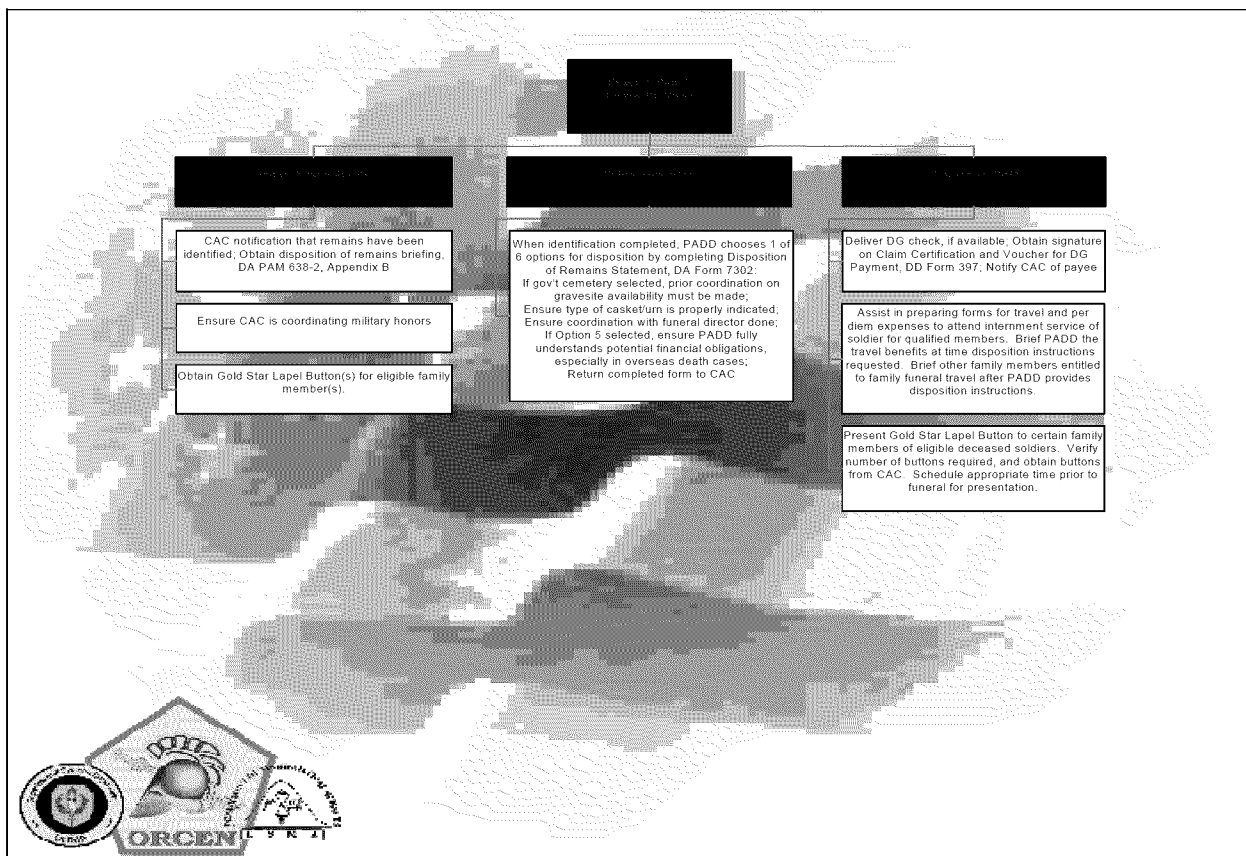 CAC notification that remains have been
identified; Obtain disposition of remains briefing,
DA PAM 638-2, Appendix B
Ensure CAC is coordinating military honors
Obtain Gold Star Lapel Button(s) for eligible family
member(s).
When identification completed, PADD chooses 1 of
6 options for disposition by completing Disposition
of Remains Statement, DA Form 7302:
If gov't cemetery selected, prior coordination on
gravesite availability must be made;
Ensure type of casket/urn is properly indicated;
Ensure coordination with funeral director done;
If Option 5 selected, ensure PADD fully
understands potential financial obligations,
especially in overseas death cases;
Return completed form to CAC
Deliver DG check, if available; Obtain signature
on Claim Certification and Voucher for DG
Payment, DD Form 397; Notify CAC of payee
Assist in preparing forms for travel and per
diem expenses to attend internment service of
soldier for qualified members. Brief PADD the
travel benefits at time disposition instructions
requested. Brief other family members entitled
to family funeral travel after PADD provides
disposition instructions.
Present Gold Star Lapel Button to certain family
members of eligible deceased soldiers. Verify
number of buttons required, and obtain buttons
from CAC. Schedule appropriate time prior to
funeral for presentation.
ORCEN